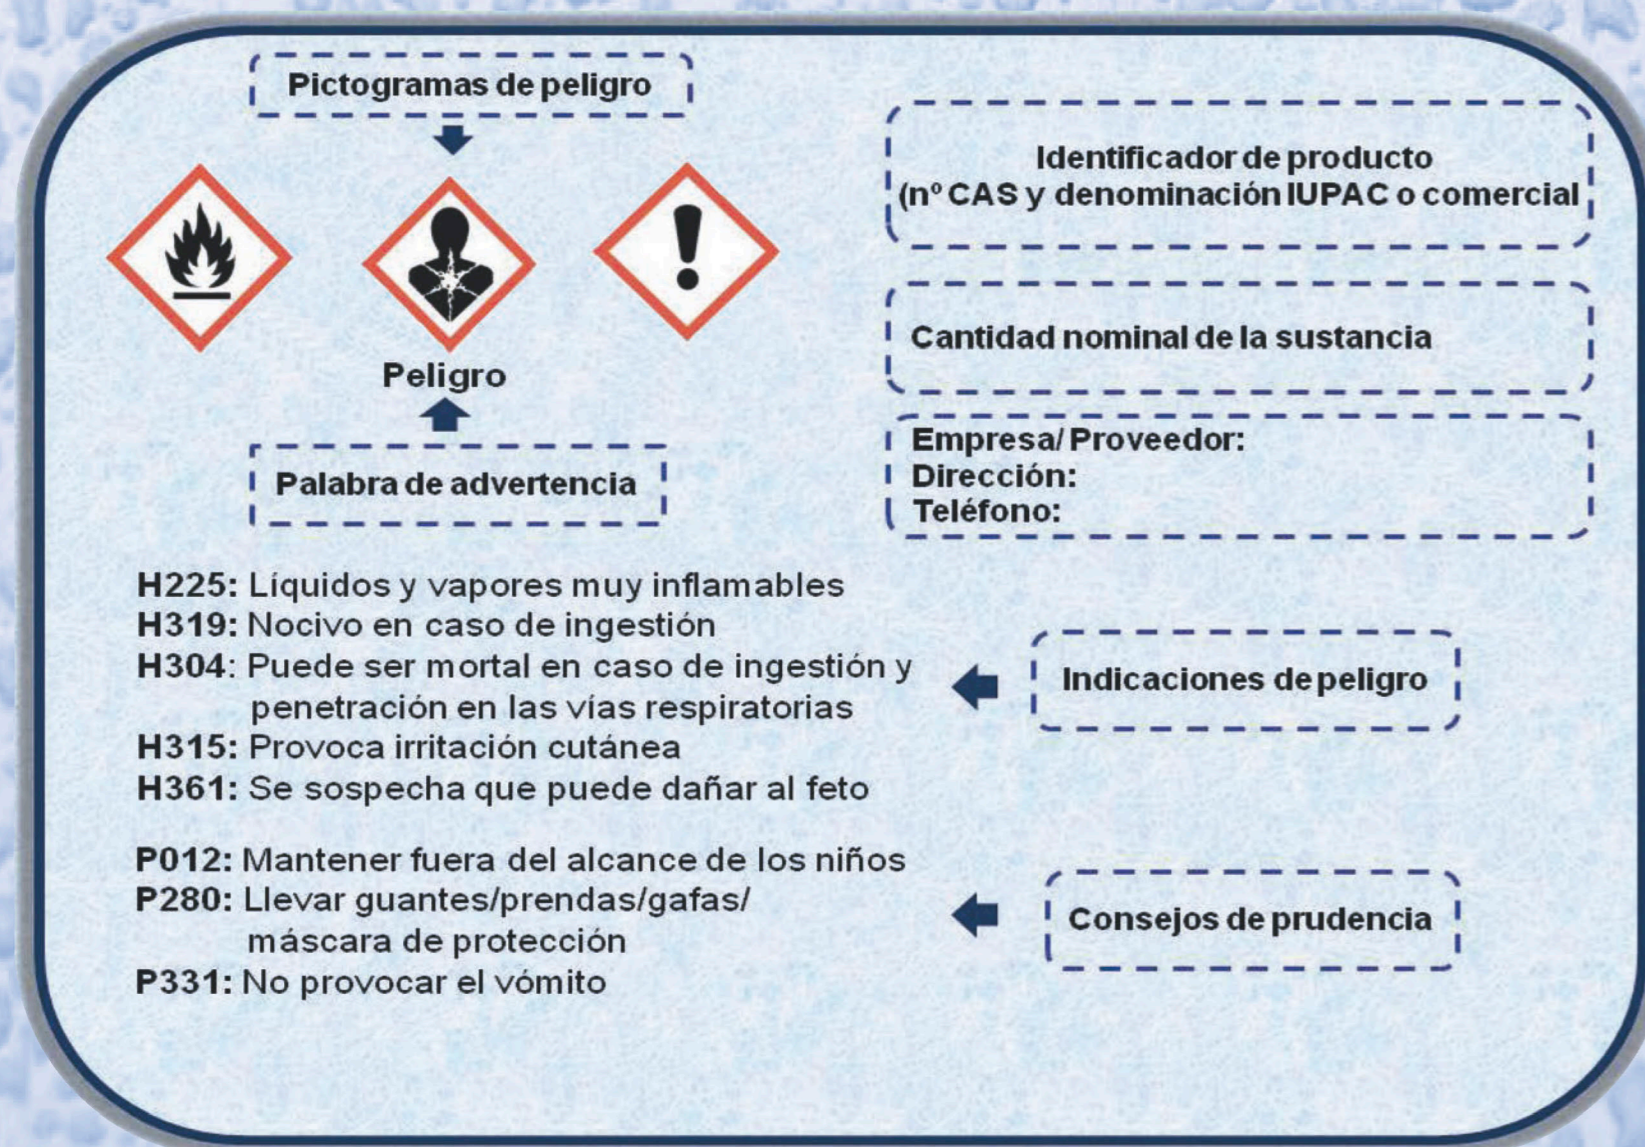 Pictogramas de peligro
Peligro
Palabra de advertencia
Identificador de producto
(nº CAS y denominación IUPAC o comercial
Cantidad nominal de la sustancia
Empresa/ Proveedor:
Dirección:
Teléfono:
H225: Líquidos y vapores muy inflamables
H319: Nocivo en caso de ingestión
H304: Puede ser mortal en caso de ingestión y
penetración en las vías respiratorias
H315: Provoca irritación cutánea
H361: Se sospecha que puede dañar al feto
Indicaciones de peligro
P012: Mantener fuera del alcance de los niños
P280: Llevar guantes/prendas/gafas/
máscara de protección
P331: No provocar el vómito
Consejos de prudencia